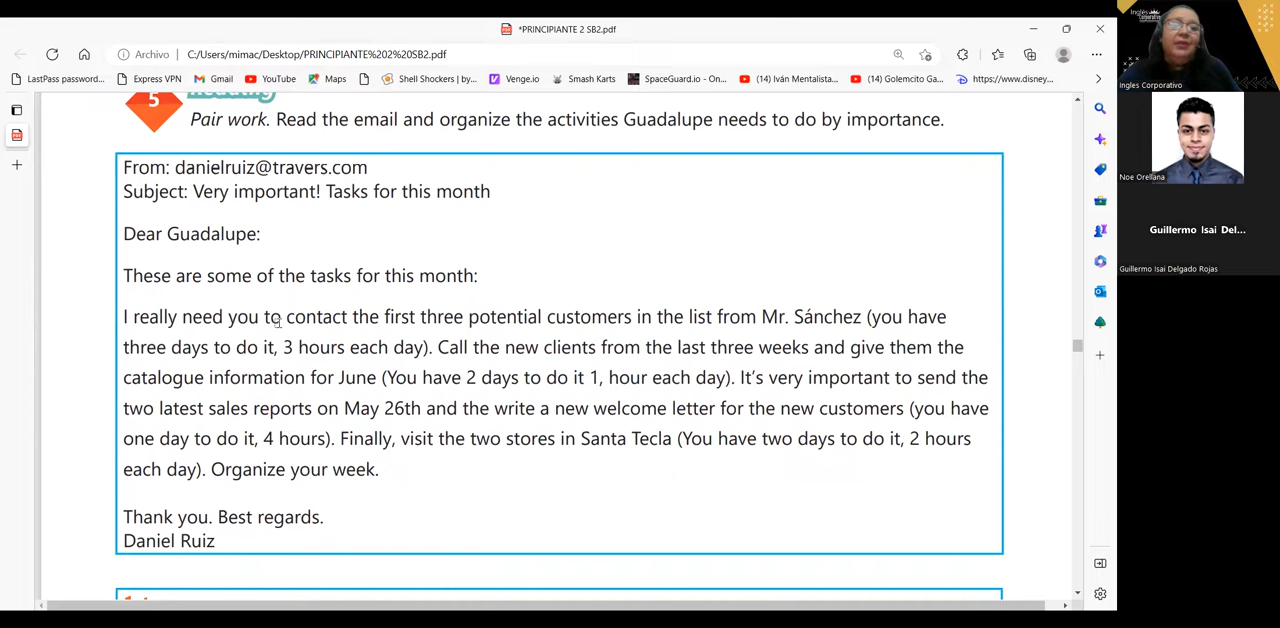 *PRINCIPIANTE 2 SB2.pdf
Archivo
C:/Users/mimac/Desktop/PRINCIPIANTE%202%20SB2.pdf
LastPass password...
Express VPN
Gmail
YouTube
Maps
Shell Shockers | by...
Venge.io
Smash Karts
SpaceGuard.io - On...
(14) Iván Mentalista...
(14) Golemcito Ga...
https://www.disney...
5
Reading
Pair work. Read the email and organize the activities Guadalupe needs to do by importance.
From: danielruiz@travers.com
Subject: Very important! Tasks for this month
Dear Guadalupe:
These are some of the tasks for this month:
I really need you to contact the first three potential customers in the list from Mr. Sánchez (you have
three days to do it, 3 hours each day). Call the new clients from the last three weeks and give them the
catalogue information for June (You have 2 days to do it 1, hour each day). It's very important to send the
two latest sales reports on May 26th and the write a new welcome letter for the new customers (you have
one day to do it, 4 hours). Finally, visit the two stores in Santa Tecla (You have two days to do it, 2 hours
each day). Organize your week.
Thank you. Best regards.
Daniel Ruiz
Inglés
Corporativo
Ingles Corporativo
Noe Orellana
Guillermo Isai Del...
Guillermo Isai Delgado Rojas